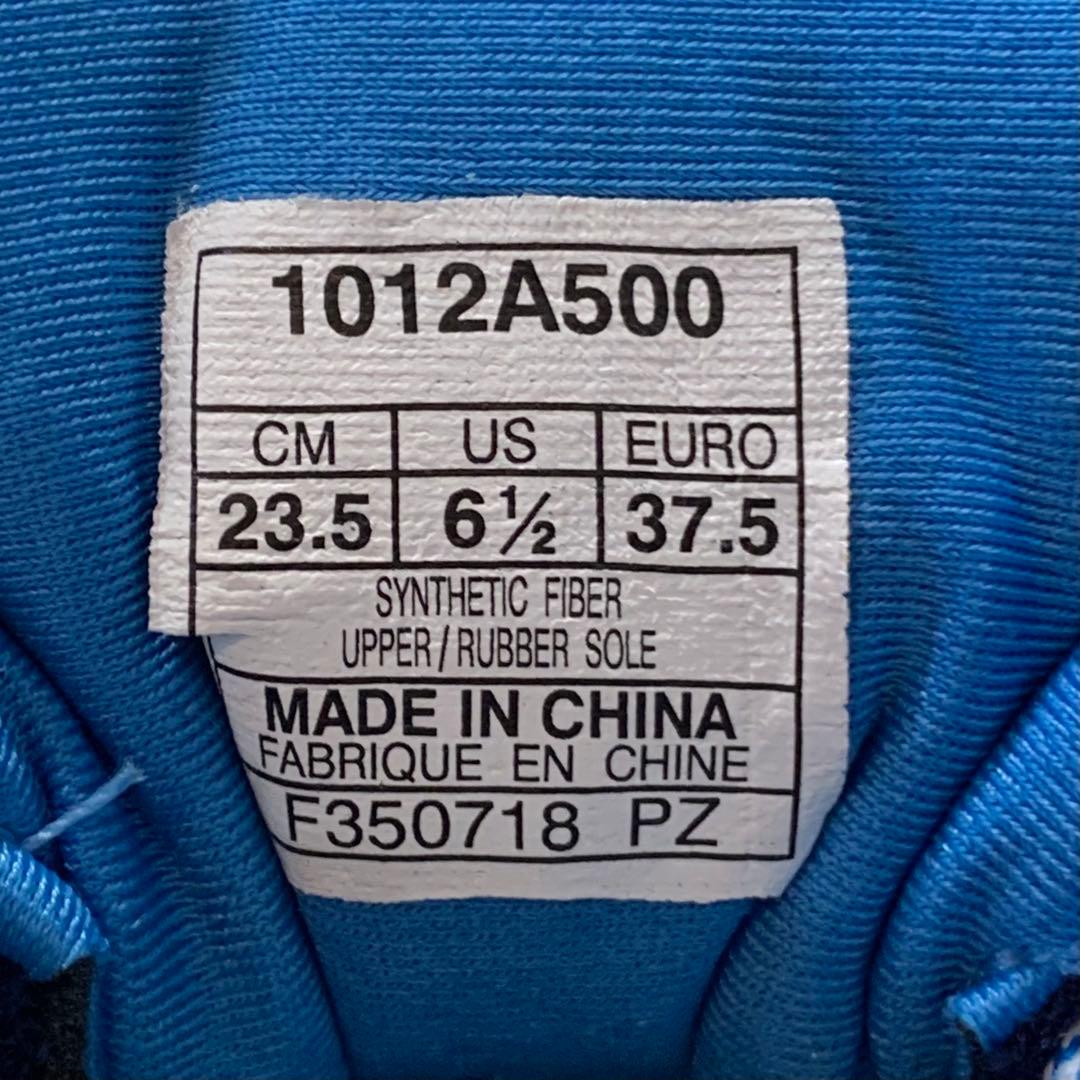 1012A500
CM US EURO
23.5 6½ 37.5
SYNTHETIC FIBER
UPPER/RUBBER SOLE
MADE IN CHINA
FABRIQUE EN CHINE
F350718 PZ